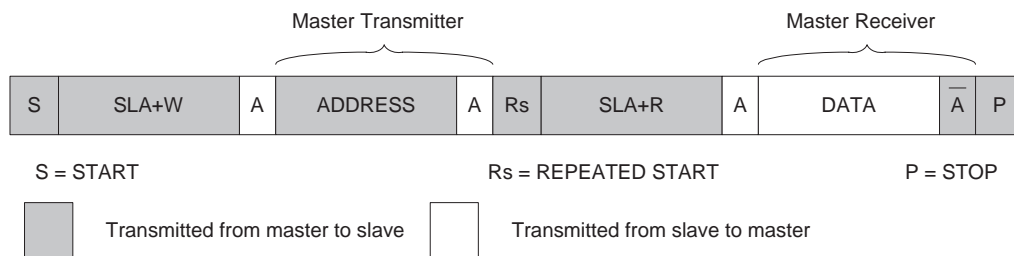 Master Transmitter Master Receiver
S SLA+W A ADDRESS A Rs SLA+R A DATA A̅ P
S = START Rs = REPEATED START P = STOP
Transmitted from master to slave Transmitted from slave to master